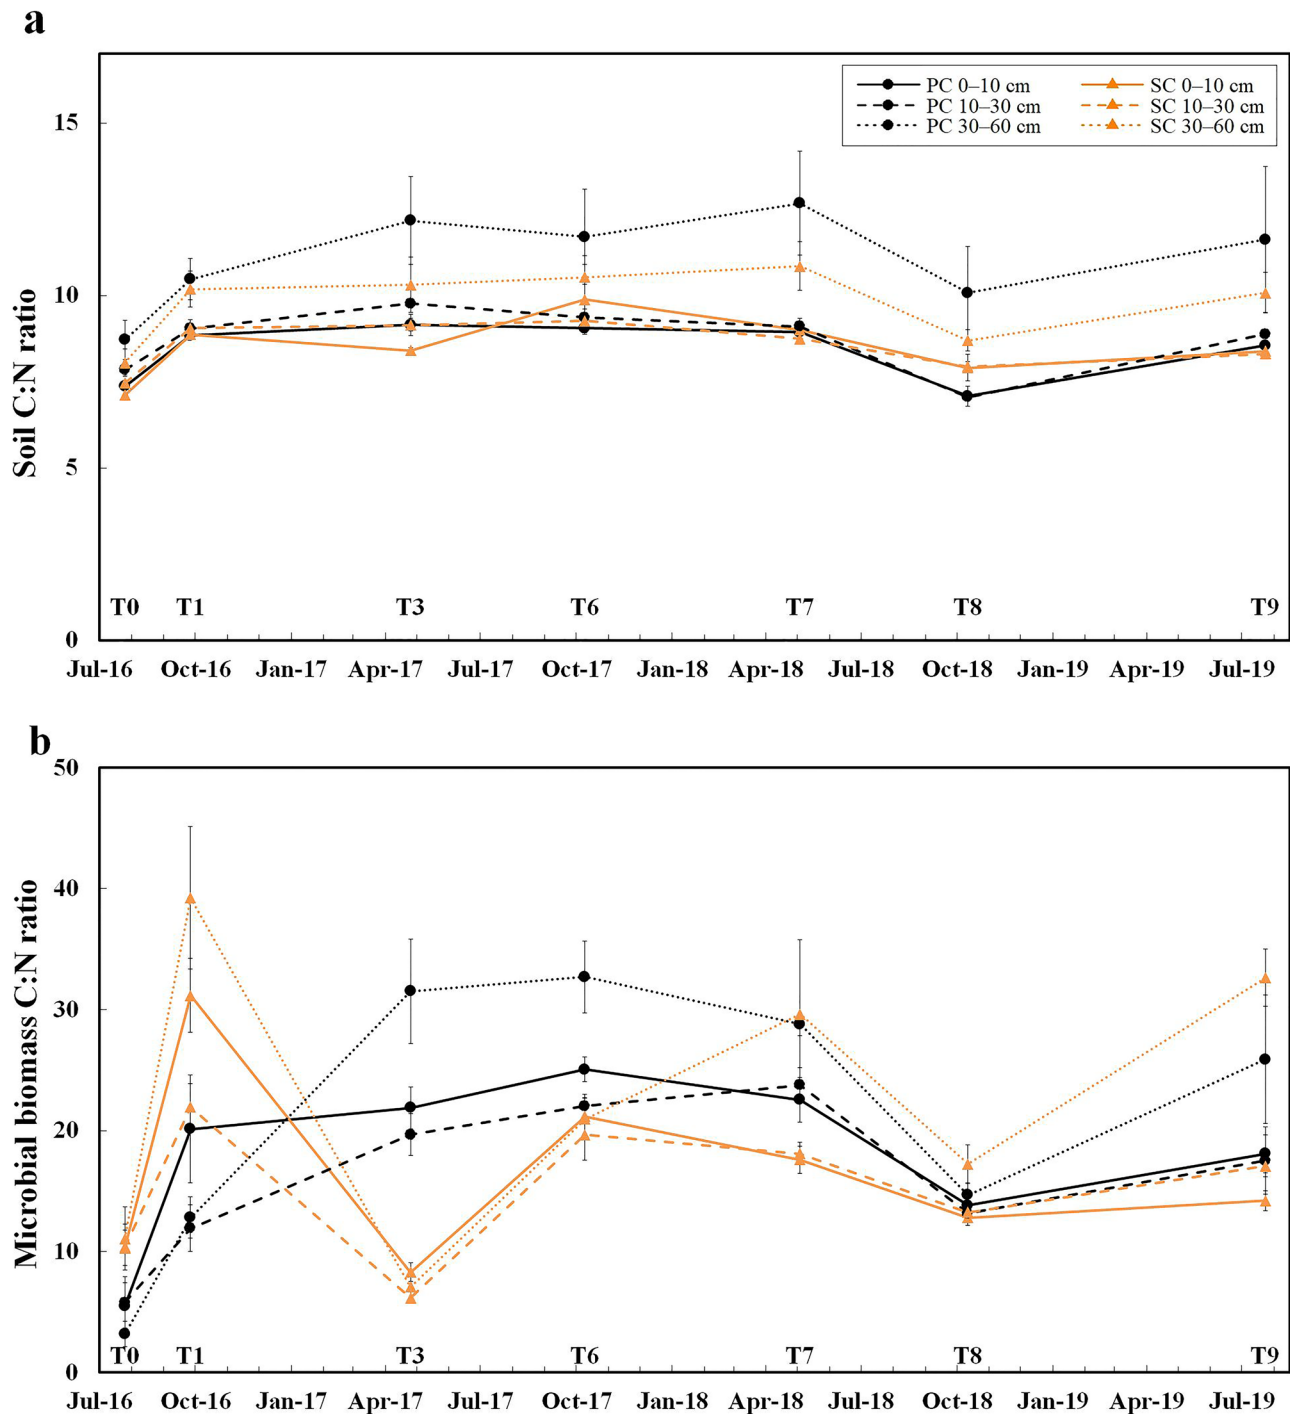 a
PC 0–10 cm SC 0–10 cm
PC 10–30 cm SC 10–30 cm
PC 30–60 cm SC 30–60 cm
15
10
5
0
Soil C:N ratio
T0 T1 T3 T6 T7 T8 T9
Jul-16 Oct-16 Jan-17 Apr-17 Jul-17 Oct-17 Jan-18 Apr-18 Jul-18 Oct-18 Jan-19 Apr-19 Jul-19
b
50
40
30
20
10
0
Microbial biomass C:N ratio
T0 T1 T3 T6 T7 T8 T9
Jul-16 Oct-16 Jan-17 Apr-17 Jul-17 Oct-17 Jan-18 Apr-18 Jul-18 Oct-18 Jan-19 Apr-19 Jul-19